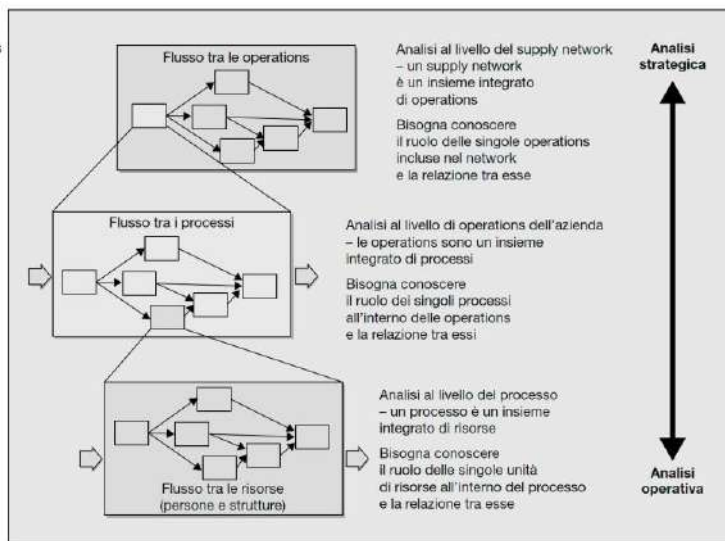 s
Flusso tra le operations
Analisi al livello del supply network
– un supply network
è un insieme integrato
di operations
Bisogna conoscere
il ruolo delle singole operations
incluse nel network
e la relazione tra esse
Analisi
strategica
Flusso tra i processi
Analisi al livello di operations dell'azienda
– le operations sono un insieme
integrato di processi
Bisogna conoscere
il ruolo dei singoli processi
all'interno delle operations
e la relazione tra essi
Flusso tra le risorse
(persone e strutture)
Analisi al livello del processo
– un processo è un insieme
integrato di risorse
Bisogna conoscere
il ruolo delle singole unità
di risorse all'interno del processo
e la relazione tra esse
Analisi
operativa